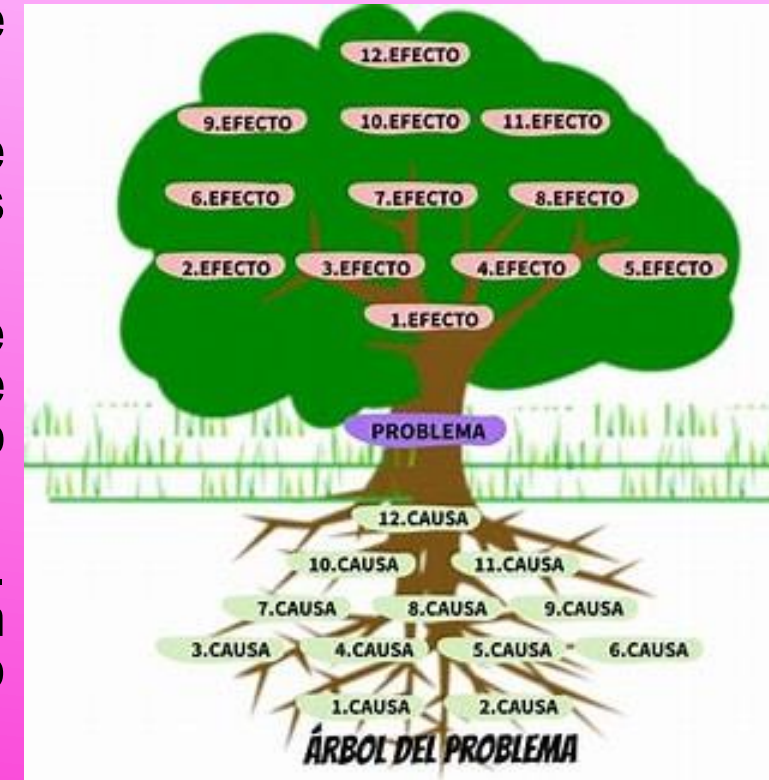 12.EFECTO
9.EFECTO 10.EFECTO 11.EFECTO
6.EFECTO 7.EFECTO 8.EFECTO
2.EFECTO 3.EFECTO 4.EFECTO 5.EFECTO
1.EFECTO
PROBLEMA
12.CAUSA
10.CAUSA 11.CAUSA
7.CAUSA 8.CAUSA 9.CAUSA
3.CAUSA 4.CAUSA 5.CAUSA - 6.CAUSA
1.CAUSA 2.CAUSA
ÁRBOL DEL PROBLEMA